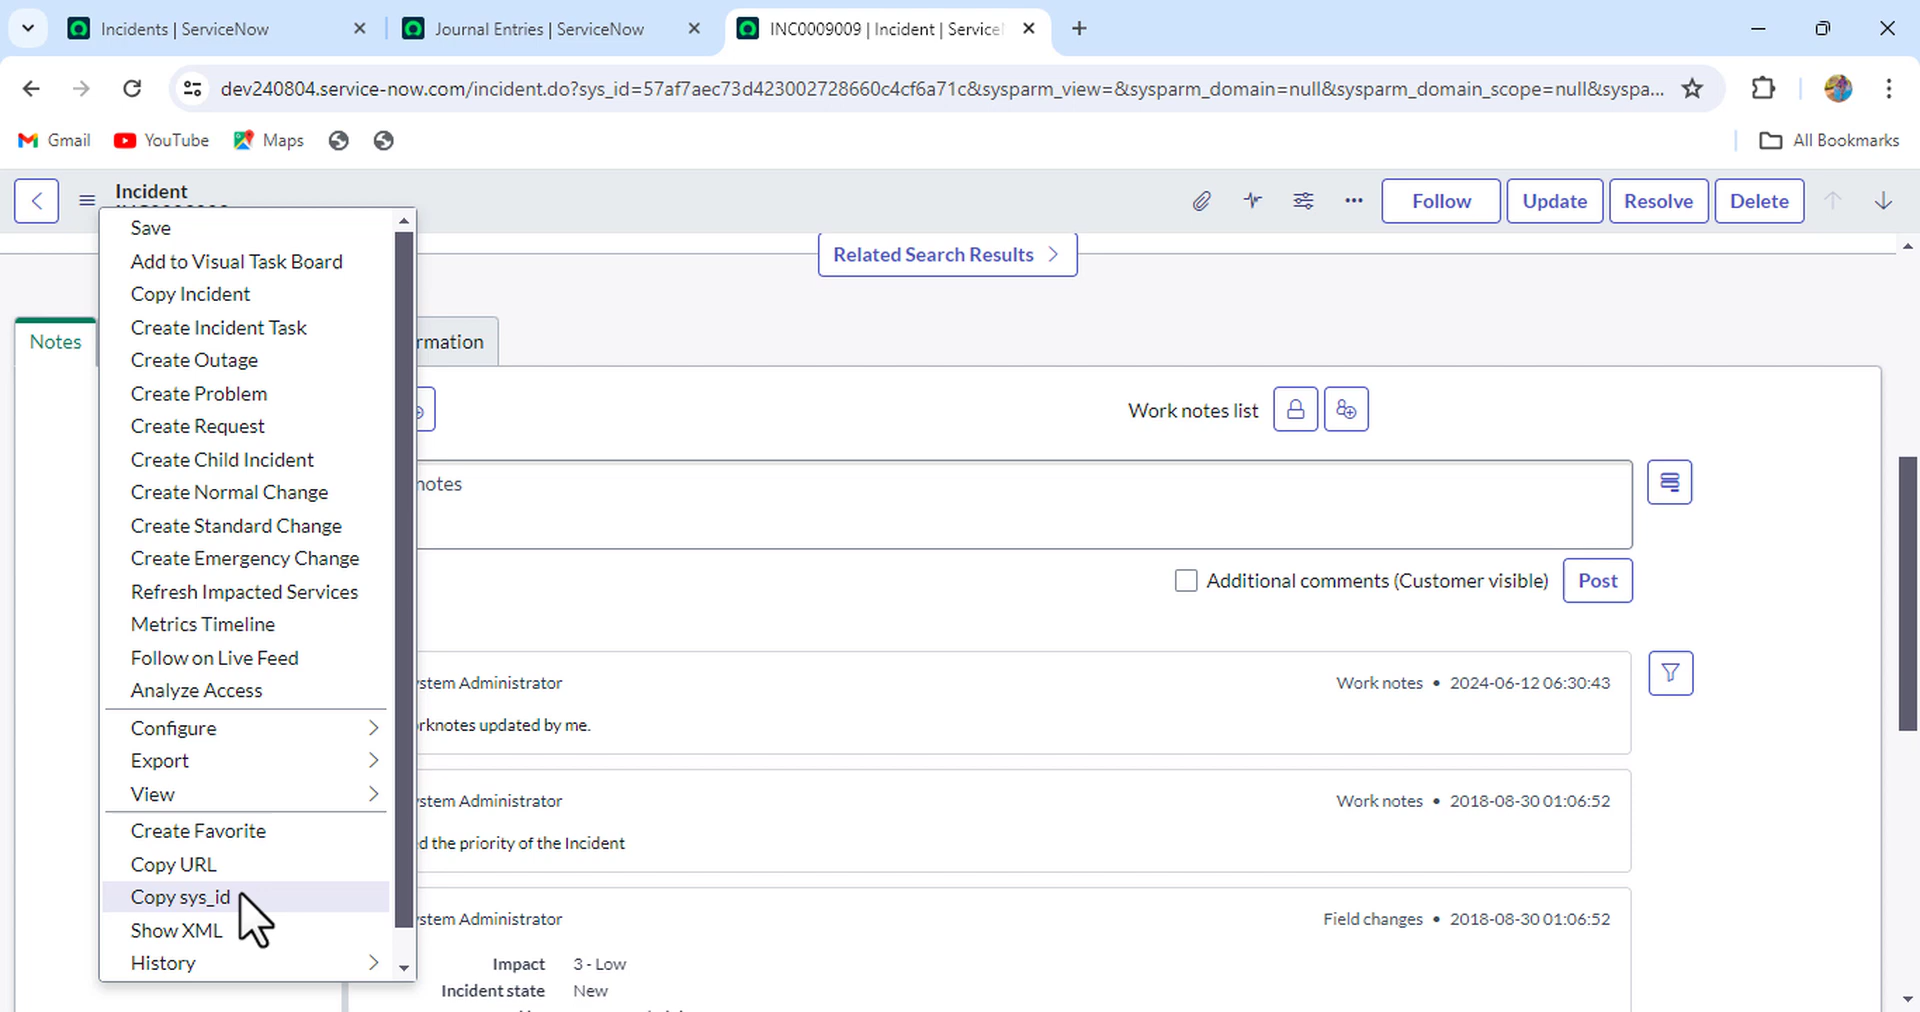 Incidents | ServiceNow
Journal Entries | ServiceNow
INC0009009 | Incident | Service
dev240804.service-now.com/incident.do?sys_id=57af7aec73d423002728660c4cf6a71c&sysparm_view=&sysparm_domain=null&sysparm_domain_scope=null&syspa...
Gmail
YouTube
Maps
All Bookmarks
Incident
Follow
Update
Resolve
Delete
Related Search Results
Save
Add to Visual Task Board
Copy Incident
Create Incident Task
Create Outage
Create Problem
Create Request
Create Child Incident
Create Normal Change
Create Standard Change
Create Emergency Change
Refresh Impacted Services
Metrics Timeline
Follow on Live Feed
Analyze Access
Configure
Export
View
Create Favorite
Copy URL
Copy sys_id
Show XML
History
Notes
rmation
Work notes list
notes
Additional comments (Customer visible)
Post
stem Administrator
Work notes • 2024-06-12 06:30:43
rknotes updated by me.
stem Administrator
Work notes • 2018-08-30 01:06:52
d the priority of the Incident
stem Administrator
Field changes • 2018-08-30 01:06:52
Impact 3 - Low
Incident state New